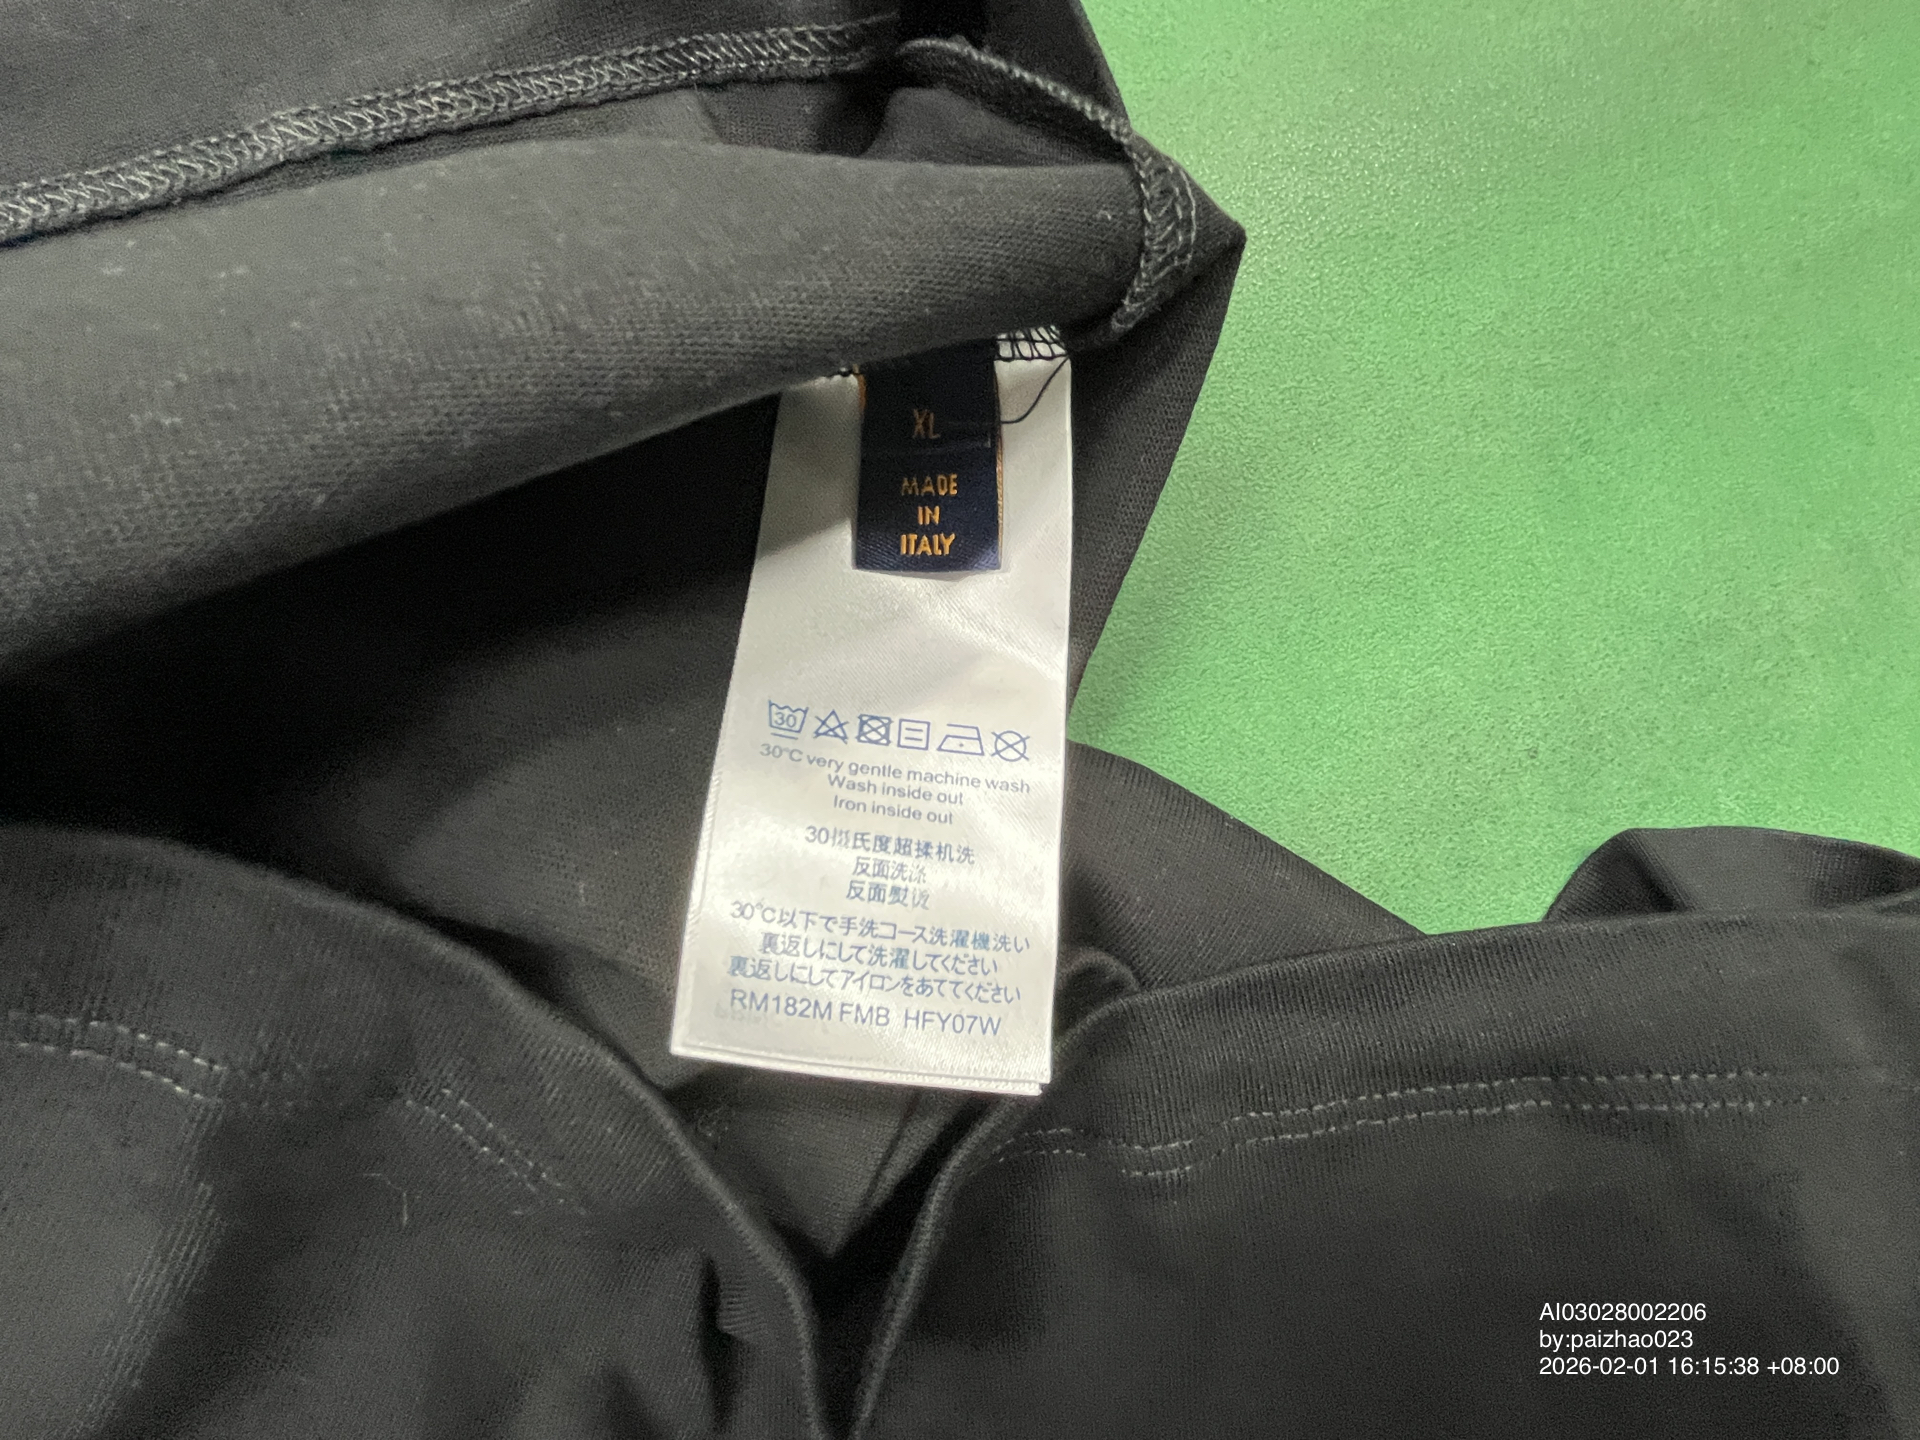 XL
MADE
IN
ITALY
30
30°C very gentle machine wash
Wash inside out
Iron inside out
30摄氏度超揉机洗
反面洗涤
反面熨烫
30℃以下で手洗コース洗濯機洗い
裏返しにして洗濯してください
裏返しにしてアイロンをあててください
RM182M FMB HFY07W
AI03028002206
by:paizhao023
2026-02-01 16:15:38 +08:00